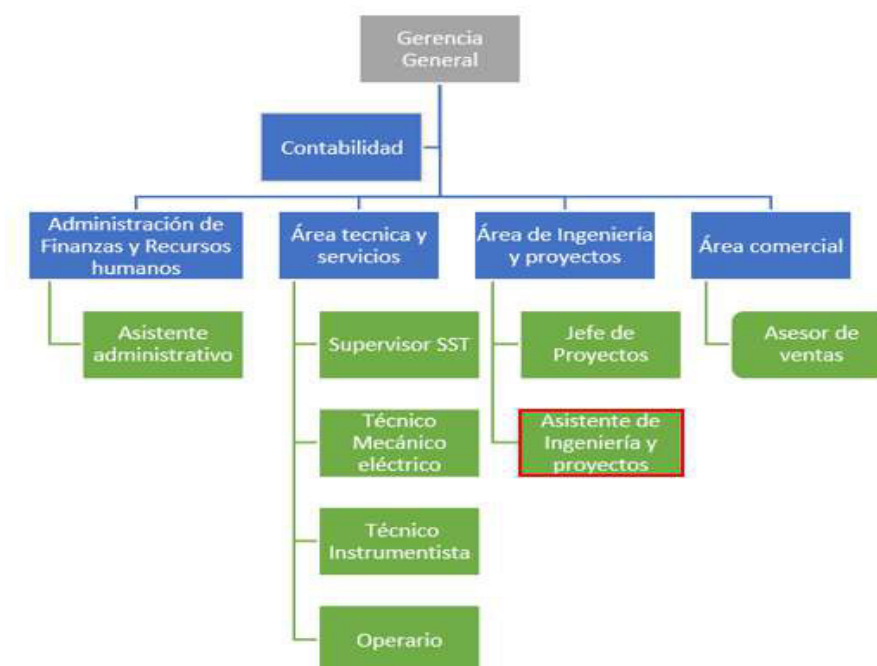 Gerencia
General
Contabilidad
Administración de
Finanzas y Recursos
humanos
Área tecnica y
servicios
Área de Ingeniería
y proyectos
Área comercial
Asistente
administrativo
Supervisor SST
Jefe de
Proyectos
Asesor de
ventas
Técnico
Mecánico
eléctrico
Asistente de
Ingeniería y
proyectos
Técnico
Instrumentista
Operario